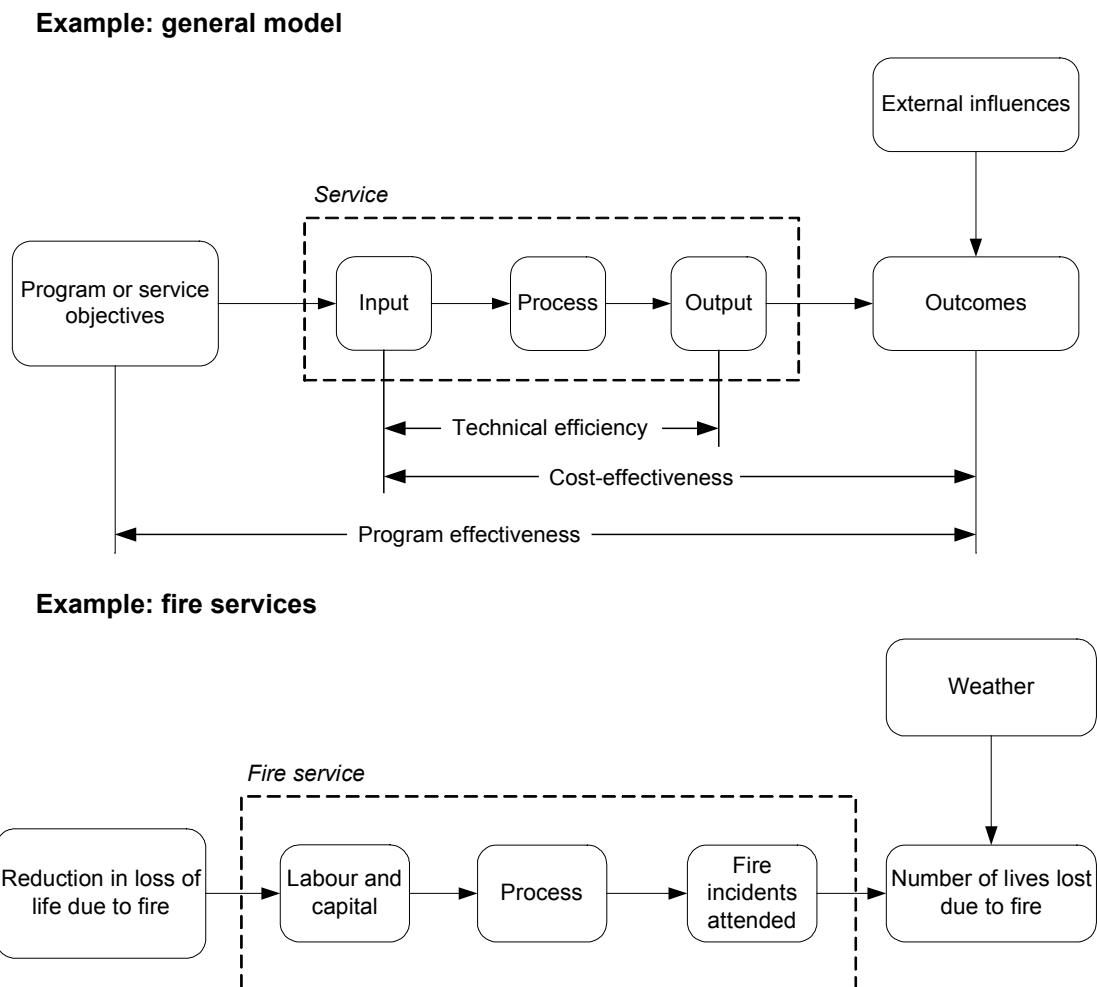 Example: general model
External influences
Service
Program or service
objectives
Input
Process
Output
Outcomes
Technical efficiency
Cost-effectiveness
Program effectiveness
Example: fire services
Weather
Fire service
Reduction in loss of
life due to fire
Labour and
capital
Process
Fire
incidents
attended
Number of lives lost
due to fire